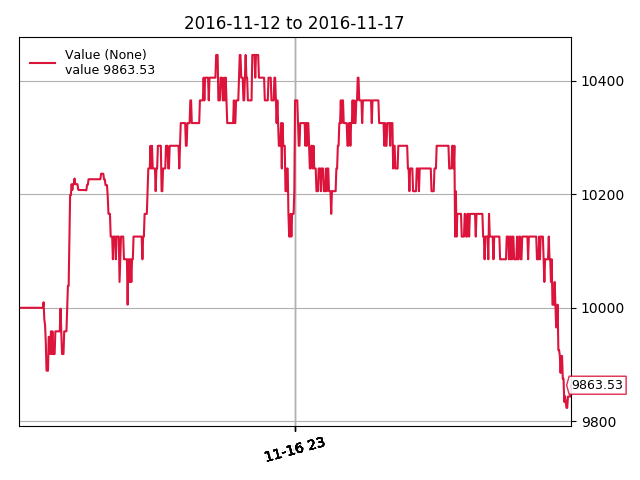 2016-11-12 to 2016-11-17
Value (None)
value 9863.53
10400
10200
10000
9863.53
9800
11-16 23